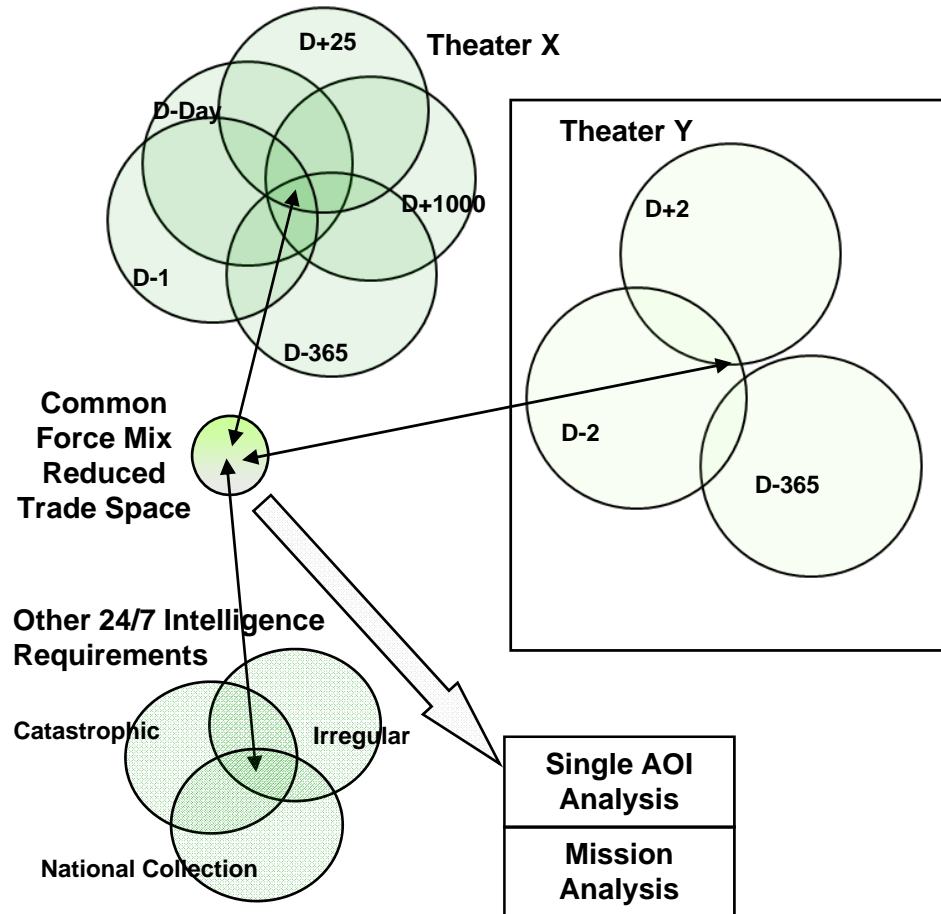 D+25
Theater X
D-Day
D+1000
D-1
D-365
Theater Y
D+2
D-2
D-365
Common
Force Mix
Reduced
Trade Space
Other 24/7 Intelligence
Requirements
Catastrophic
Irregular
National Collection
Single AOI
Analysis
Mission
Analysis